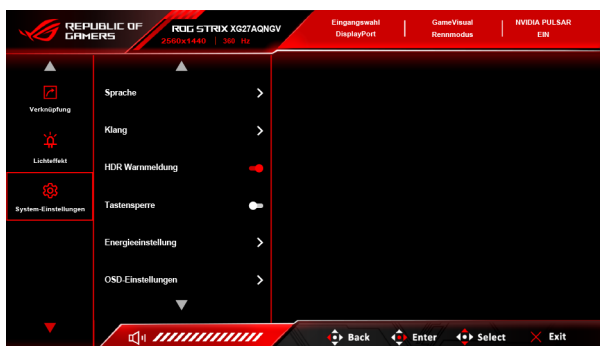 REPUBLIC OF
GAMERS
ROG STRIX XG27AQNGV
2560x1440 | 360 Hz
Eingangswahl
DisplayPort
GameVisual
Rennmodus
NVIDIA PULSAR
EIN
Verknüpfung
Lichteffekt
System-Einstellungen
Sprache
Klang
HDR Warnmeldung
Tastensperre
Energieeinstellung
OSD-Einstellungen
Back
Enter
Select
Exit